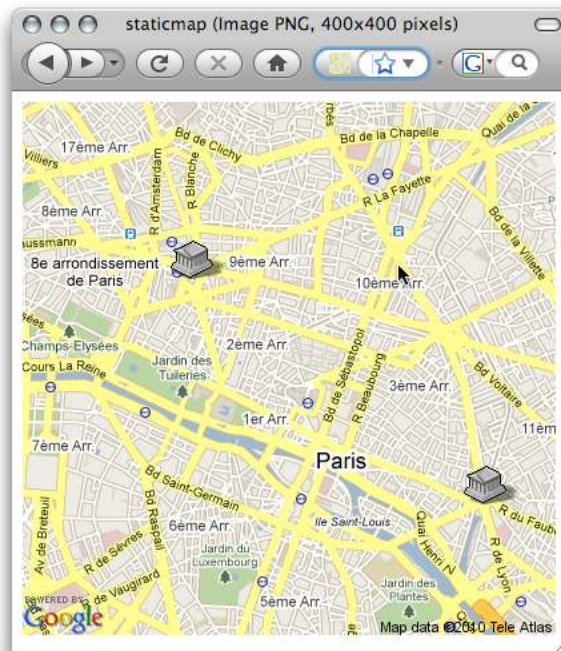 staticmap (Image PNG, 400x400 pixels)
G
17ème Arr.
Bd de Clichy
Bd de la Chapelle
Quai de la
Villiers
R d'Amsterdam
R Blanche
R La Fayette
8ème Arr.
Bd de la Villette
aussmann
8e arrondissement
de Paris
9ème Arr.
10ème Arr.
Champs-Elysées
2ème Arr.
Cours La Reine
Jardin des
Tuileries
Bd de Sébastopol
R Beaubourg
3ème Arr.
Bd Voltaire
1er Arr.
11èm
7ème Arr.
Paris
Bd Saint-Germain
Bd Raspail
R du Faub
Av de Breteuil
6ème Arr.
Ile Saint-Louis
Quai Henri N
R de Lyon
R de Sèvres
Jardin du
Luxembourg
R de Vaugirard
Jardin des
Plantes
5ème Arr.
POWERED BY
Google
Map data ©2010 Tele Atlas